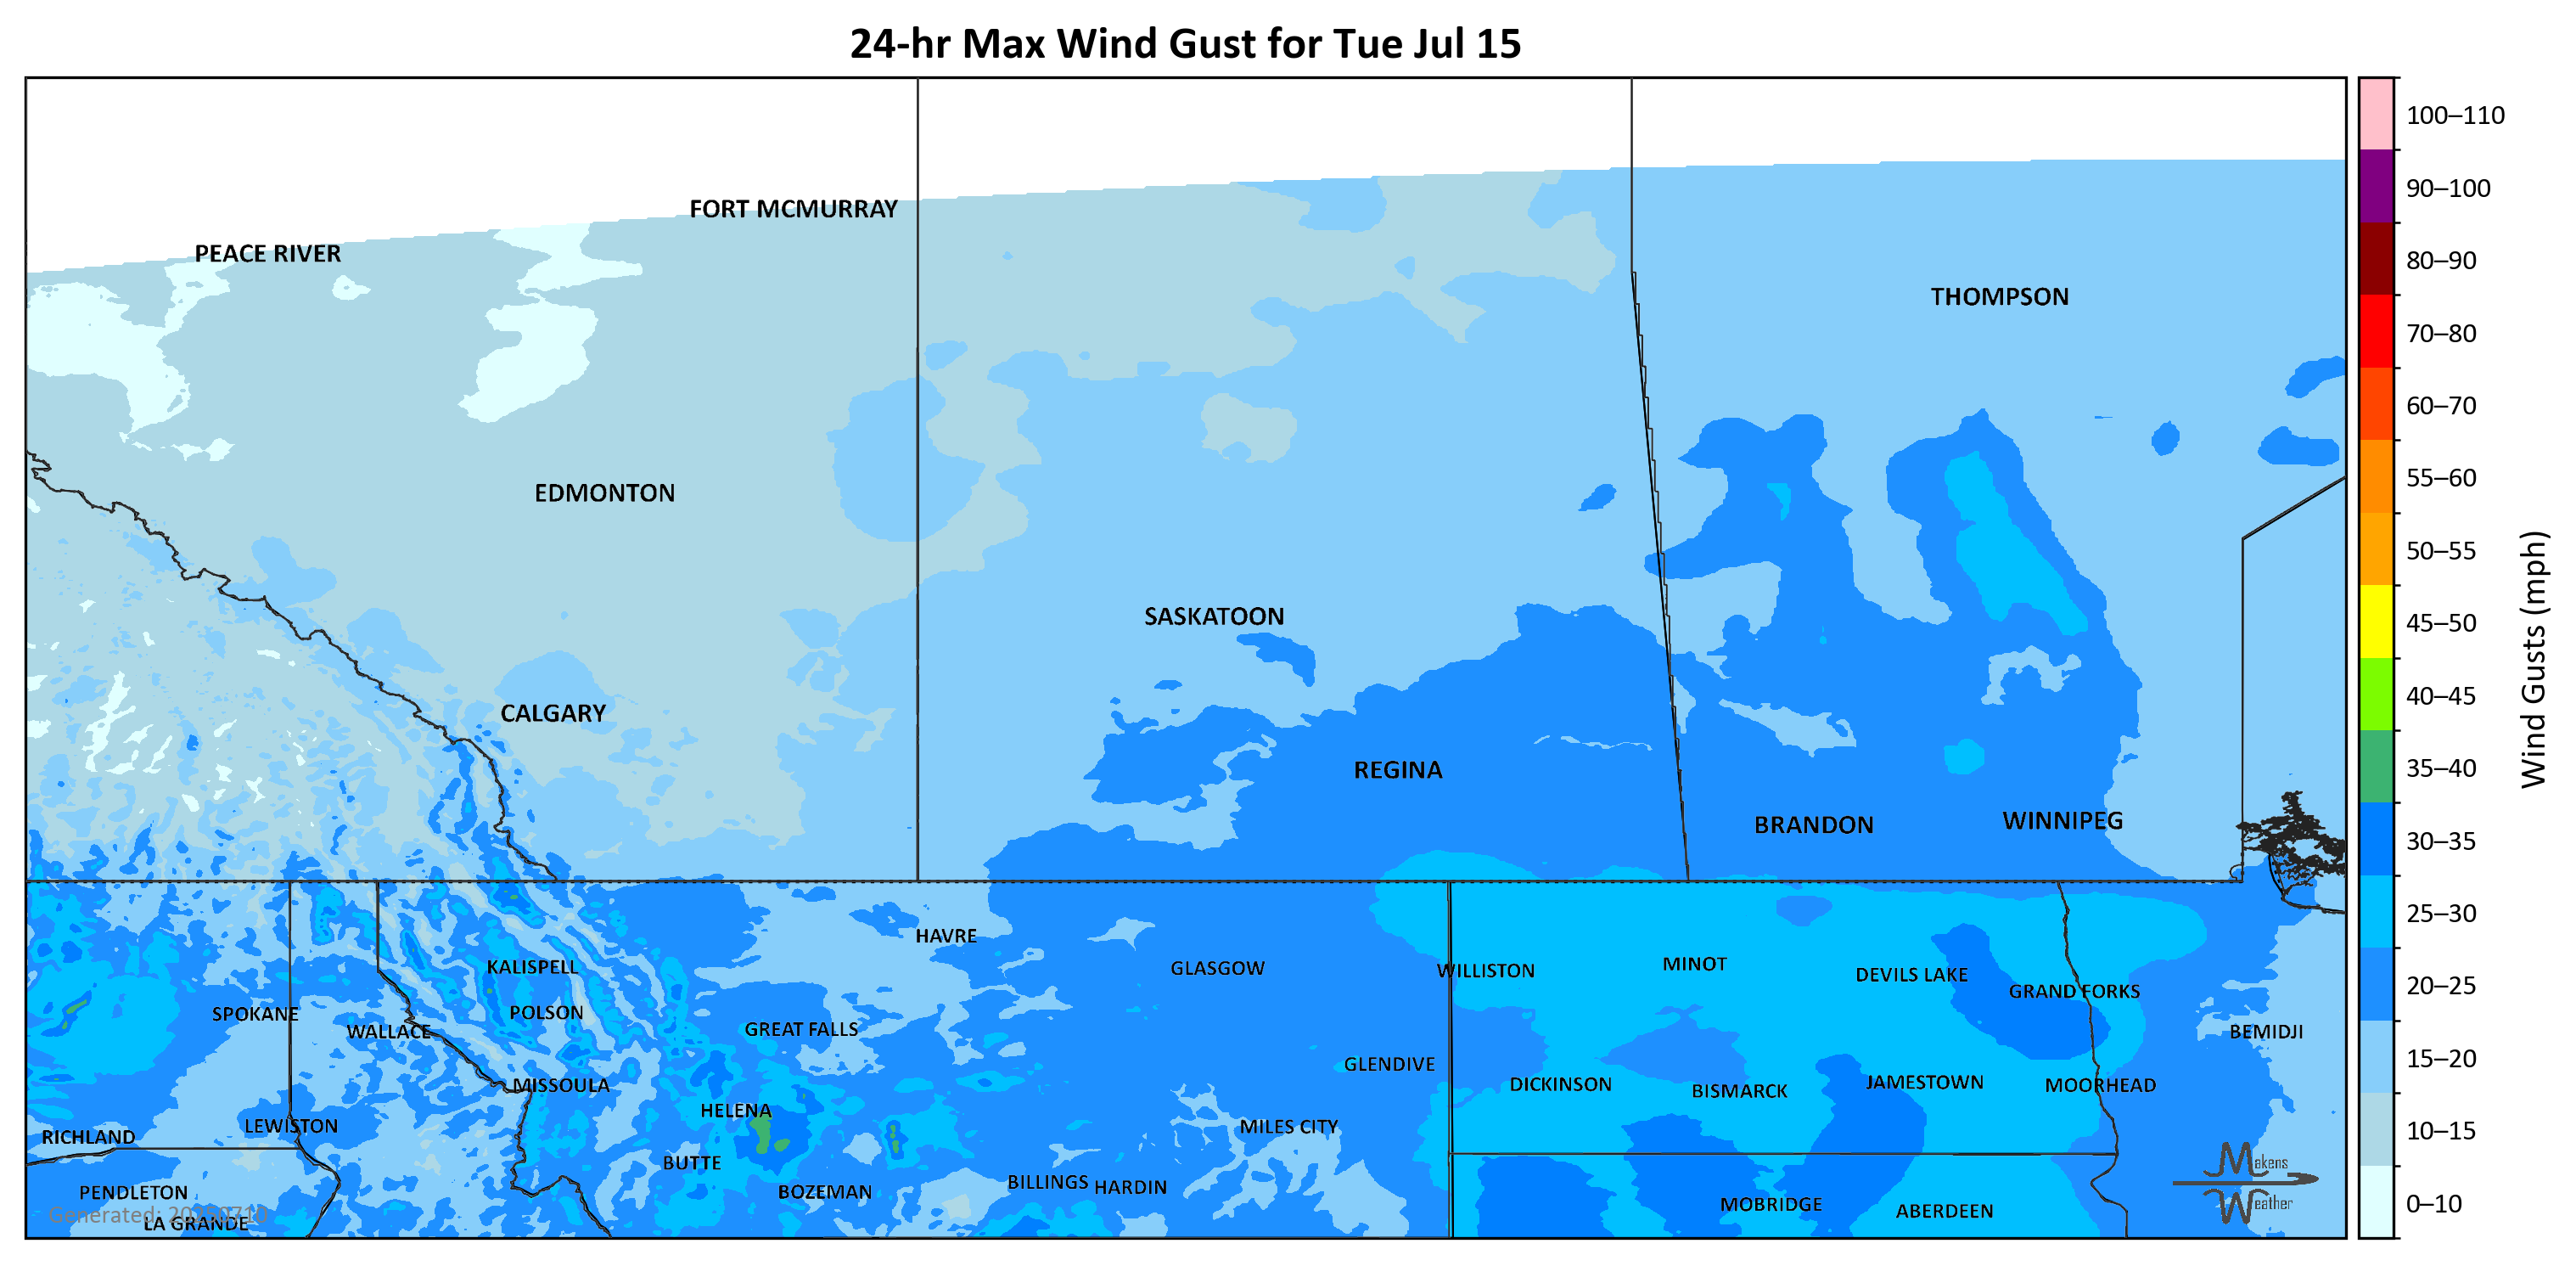 24-hr Max Wind Gust for Tue Jul 15
100–110
90–100
80–90
70–80
60–70
55–60
50–55
45–50
40–45
35–40
30–35
25–30
20–25
15–20
10–15
0–10
Wind Gusts (mph)
FORT MCMURRAY
PEACE RIVER
THOMPSON
EDMONTON
SASKATOON
CALGARY
REGINA
BRANDON
WINNIPEG
HAVRE
KALISPELL
GLASGOW
WILLISTON
MINOT
DEVILS LAKE
GRAND FORKS
SPOKANE
POLSON
WALLACE
GREAT FALLS
BEMIDJI
GLENDIVE
MISSOULA
DICKINSON
BISMARCK
JAMESTOWN
MOORHEAD
HELENA
LEWISTON
MILES CITY
RICHLAND
BUTTE
BILLINGS
HARDIN
PENDLETON
BOZEMAN
MOBRIDGE
ABERDEEN
Generated: 20250710
LA GRANDE
Makens
Weather